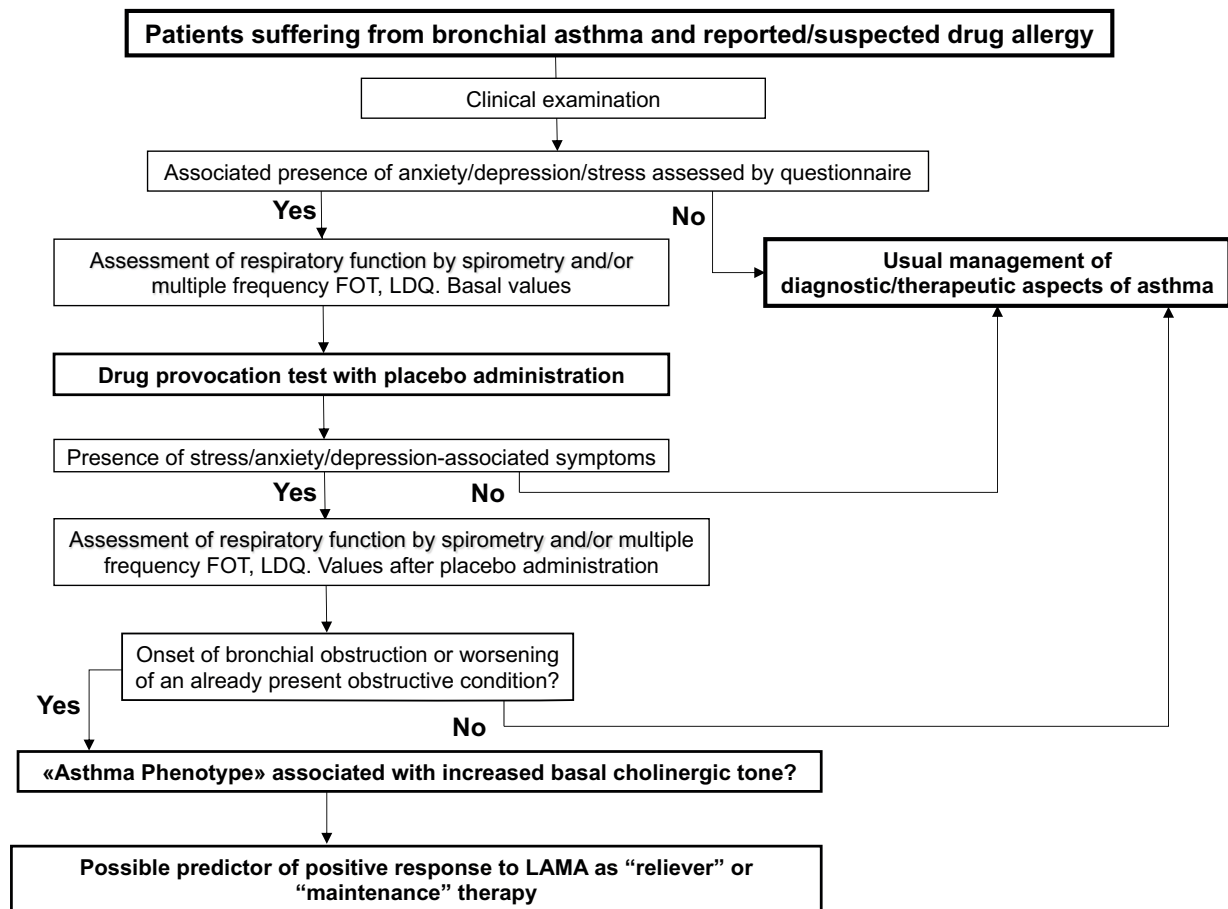 Patients suffering from bronchial asthma and reported/suspected drug allergy
Clinical examination
Associated presence of anxiety/depression/stress assessed by questionnaire
Yes
No
Assessment of respiratory function by spirometry and/or
multiple frequency FOT, LDQ. Basal values
Usual management of
diagnostic/therapeutic aspects of asthma
Drug provocation test with placebo administration
Presence of stress/anxiety/depression-associated symptoms
Yes
No
Assessment of respiratory function by spirometry and/or multiple
frequency FOT, LDQ. Values after placebo administration
Onset of bronchial obstruction or worsening
of an already present obstructive condition?
Yes
No
«Asthma Phenotype» associated with increased basal cholinergic tone?
Possible predictor of positive response to LAMA as “reliever” or
“maintenance” therapy